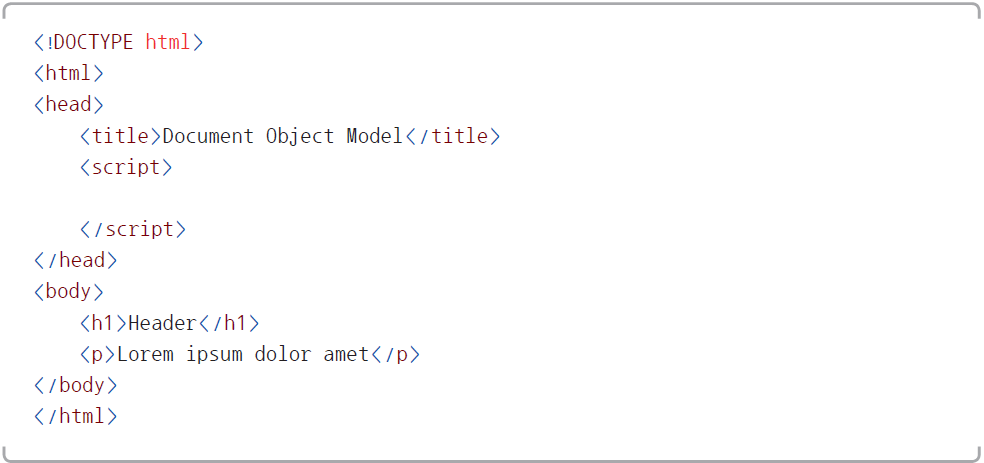 <!DOCTYPE html>
<html>
<head>
    <title>Document Object Model</title>
    <script>

    </script>
</head>
<body>
    <h1>Header</h1>
    <p>Lorem ipsum dolor amet</p>
</body>
</html>